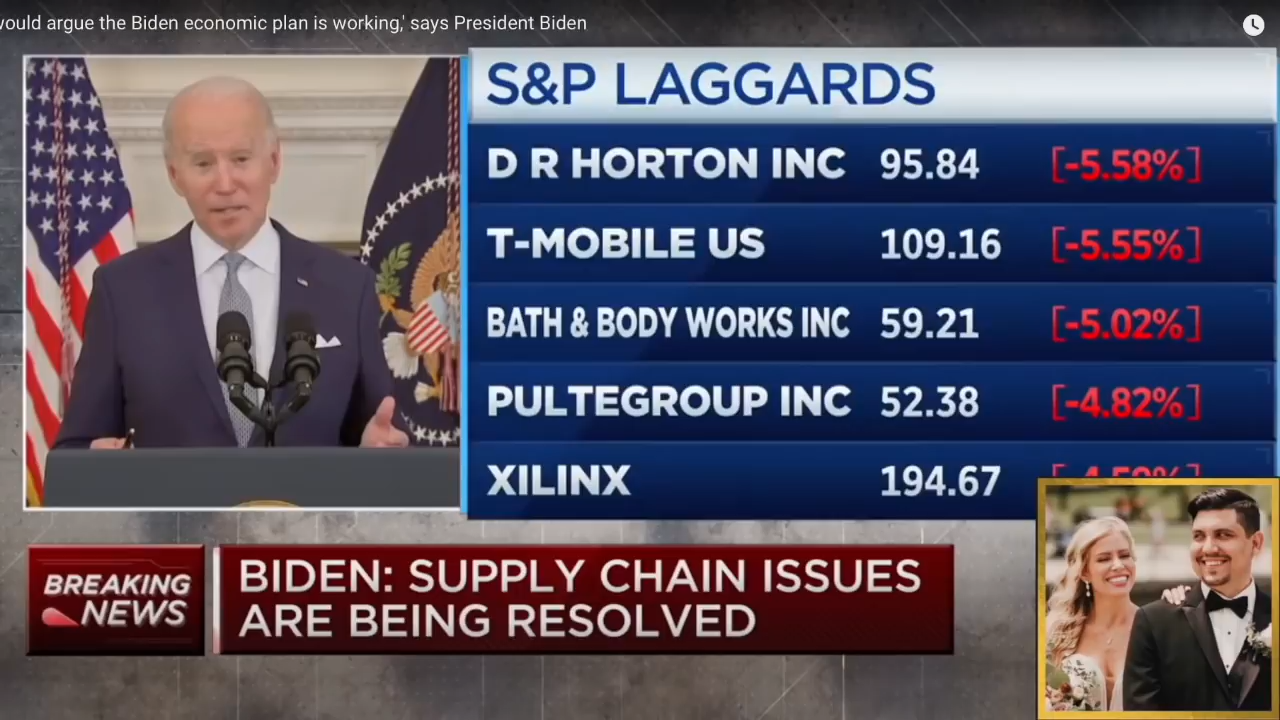 would argue the Biden economic plan is working,' says President Biden
S&P LAGGARDS
D R HORTON INC 95.84 [-5.58%]
T-MOBILE US 109.16 [-5.55%]
BATH & BODY WORKS INC 59.21 [-5.02%]
PULTEGROUP INC 52.38 [-4.82%]
XILINX 194.67
BREAKING
NEWS
BIDEN: SUPPLY CHAIN ISSUES
ARE BEING RESOLVED